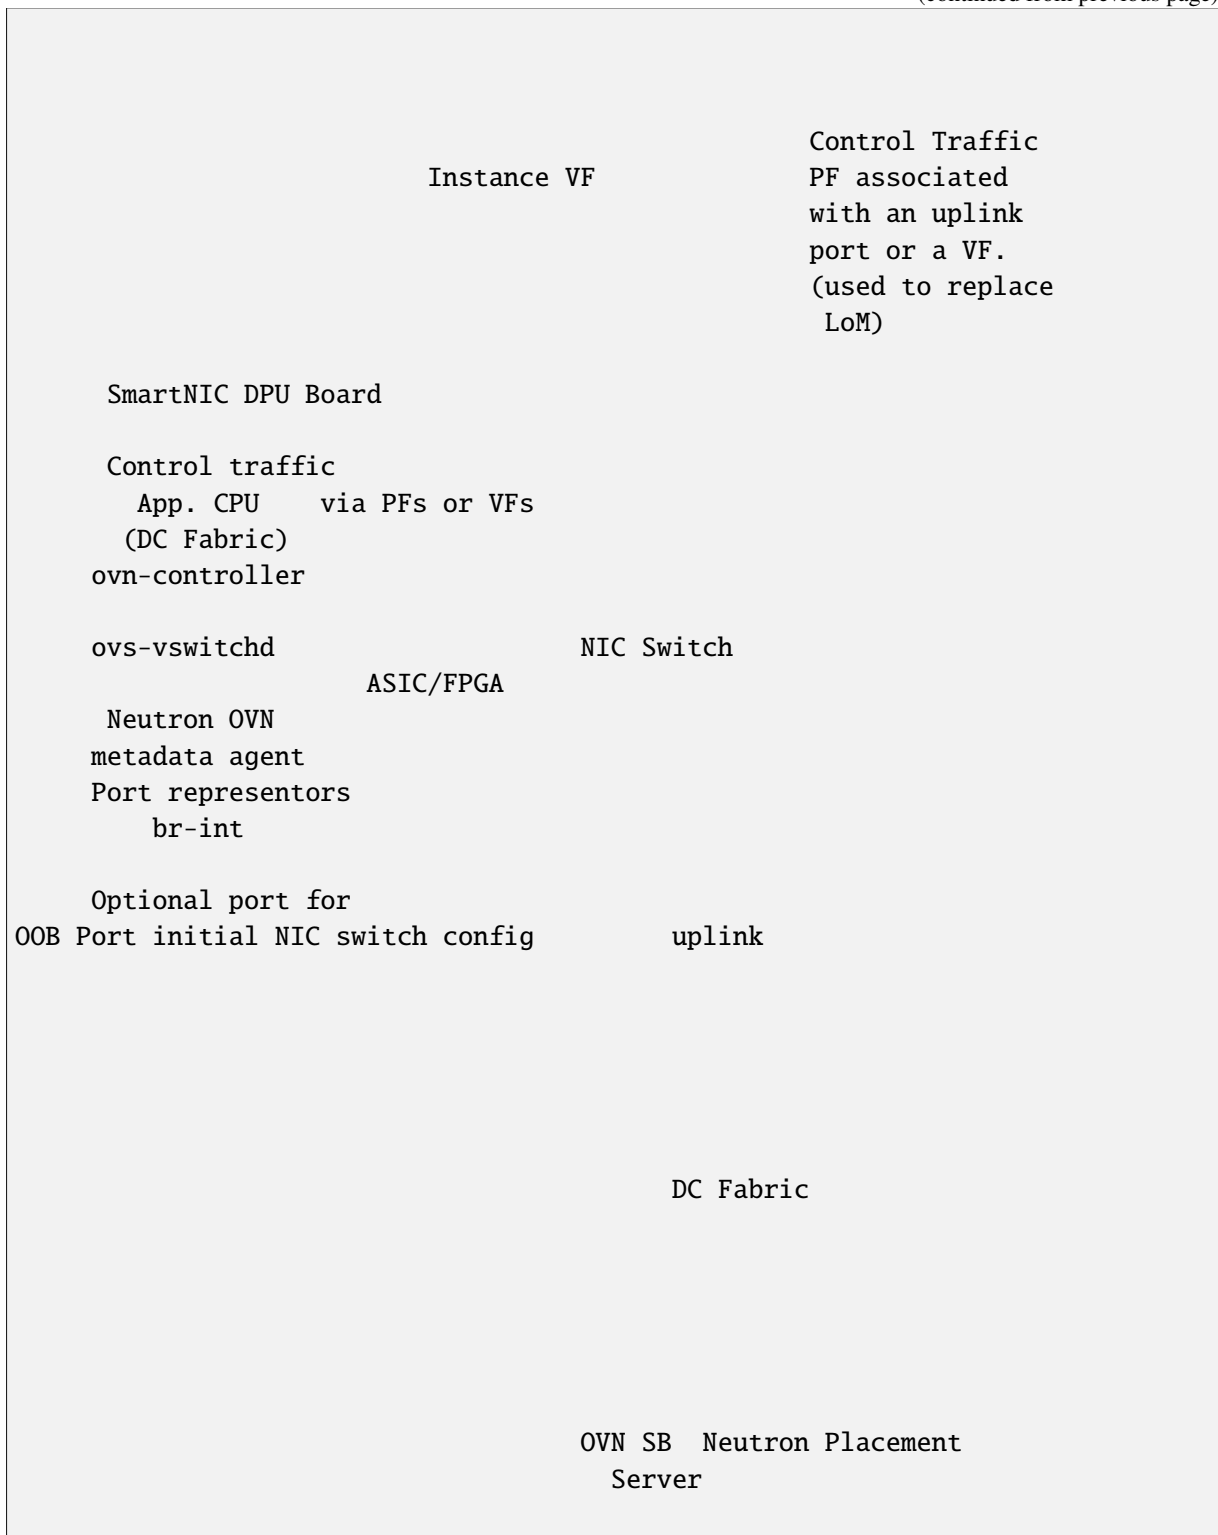 (continued from previous page)
Control Traffic
Instance VF PF associated
with an uplink
port or a VF.
(used to replace
LoM)
SmartNIC DPU Board
Control traffic
App. CPU via PFs or VFs
(DC Fabric)
ovn-controller
ovs-vswitchd NIC Switch
ASIC/FPGA
Neutron OVN
metadata agent
Port representors
br-int
Optional port for
OOB Port initial NIC switch config uplink
DC Fabric
OVN SB Neutron Placement
Server